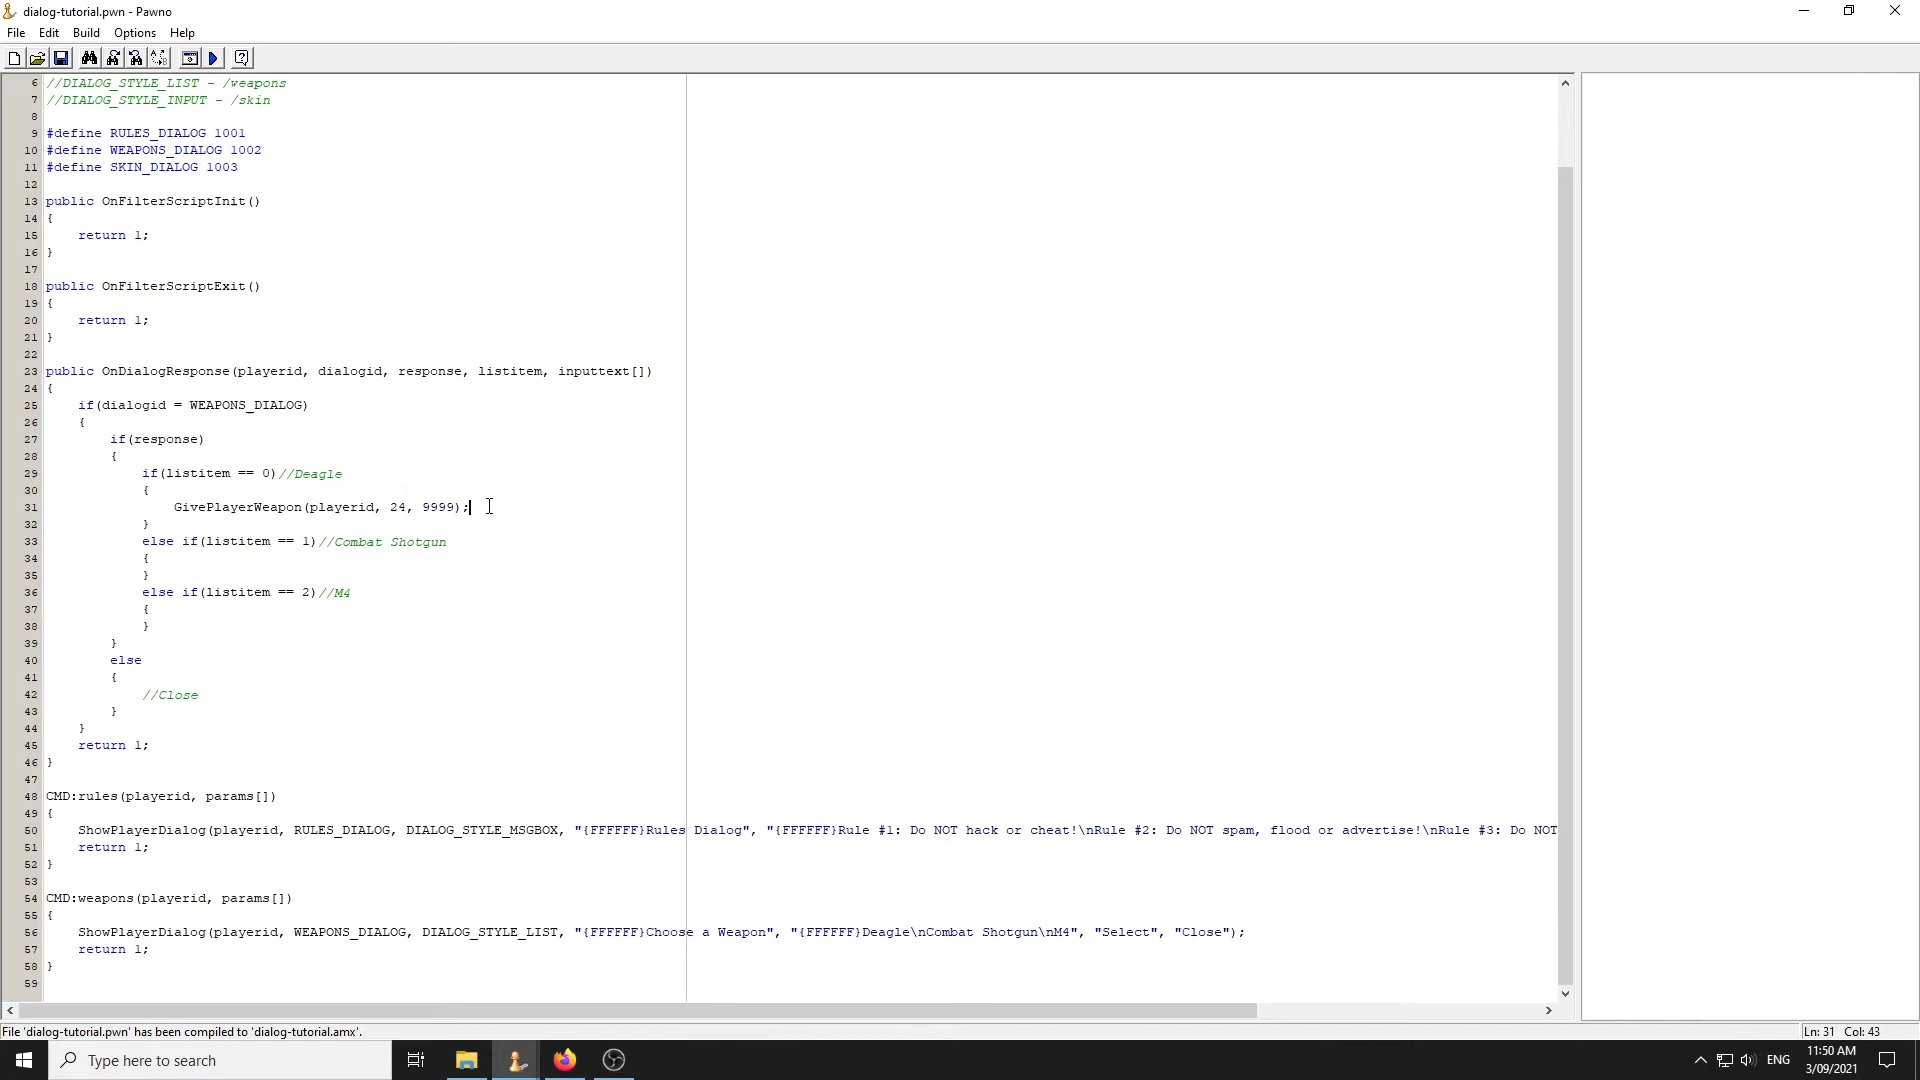 dialog-tutorial.pwn - Pawno
File Edit Build Options Help
6 //DIALOG_STYLE_LIST - /weapons
7 //DIALOG_STYLE_INPUT - /skin
8
9 #define RULES_DIALOG 1001
10 #define WEAPONS_DIALOG 1002
11 #define SKIN_DIALOG 1003
12
13 public OnFilterScriptInit()
14 {
15 return 1;
16 }
17
18 public OnFilterScriptExit()
19 {
20 return 1;
21 }
22
23 public OnDialogResponse(playerid, dialogid, response, listitem, inputtext[])
24 {
25 if(dialogid = WEAPONS_DIALOG)
26 {
27 if(response)
28 {
29 if(listitem == 0)//Deagle
30 {
31 GivePlayerWeapon(playerid, 24, 9999);
32 }
33 else if(listitem == 1)//Combat Shotgun
34 {
35 }
36 else if(listitem == 2)//M4
37 {
38 }
39 }
40 else
41 {
42 //Close
43 }
44 }
45 return 1;
46 }
47
48 CMD:rules(playerid, params[])
49 {
50 ShowPlayerDialog(playerid, RULES_DIALOG, DIALOG_STYLE_MSGBOX, "{FFFFFF}Rules Dialog", "{FFFFFF}Rule #1: Do NOT hack or cheat!\nRule #2: Do NOT spam, flood or advertise!\nRule #3: Do NOT
51 return 1;
52 }
53
54 CMD:weapons(playerid, params[])
55 {
56 ShowPlayerDialog(playerid, WEAPONS_DIALOG, DIALOG_STYLE_LIST, "{FFFFFF}Choose a Weapon", "{FFFFFF}Deagle\nCombat Shotgun\nM4", "Select", "Close");
57 return 1;
58 }
59
File 'dialog-tutorial.pwn' has been compiled to 'dialog-tutorial.amx'.
Ln: 31 Col: 43
Type here to search
ENG
11:50 AM
3/09/2021